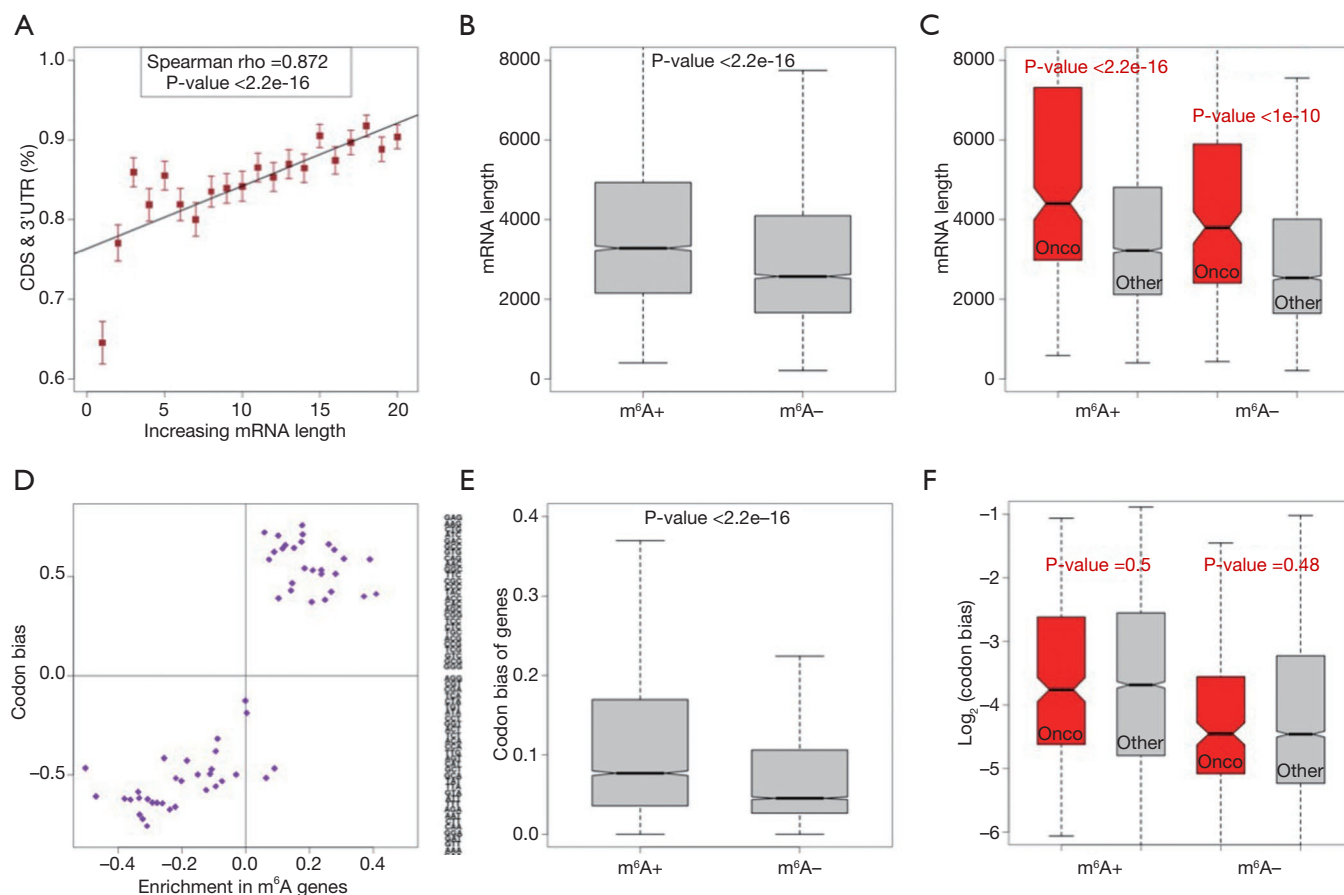 A
Spearman rho =0.872
P-value <2.2e-16
CDS & 3'UTR (%)
1.0
0.9
0.8
0.7
0.6
0
5
10
15
20
Increasing mRNA length
B
P-value <2.2e-16
mRNA length
8000
6000
4000
2000
0
m⁶A+
m⁶A–
C
P-value <2.2e-16
P-value <1e-10
mRNA length
8000
6000
4000
2000
0
Onco
Other
Onco
Other
m⁶A+
m⁶A–
D
Codon bias
0.5
0.0
–0.5
–0.4
–0.2
0.0
0.2
0.4
Enrichment in m⁶A genes
GAG
AAG
E
P-value <2.2e–16
Codon bias of genes
0.4
0.3
0.2
0.1
0.0
m⁶A+
m⁶A–
F
P-value =0.5
P-value =0.48
Log₂ (codon bias)
–1
–2
–3
–4
–5
–6
Onco
Other
Onco
Other
m⁶A+
m⁶A–